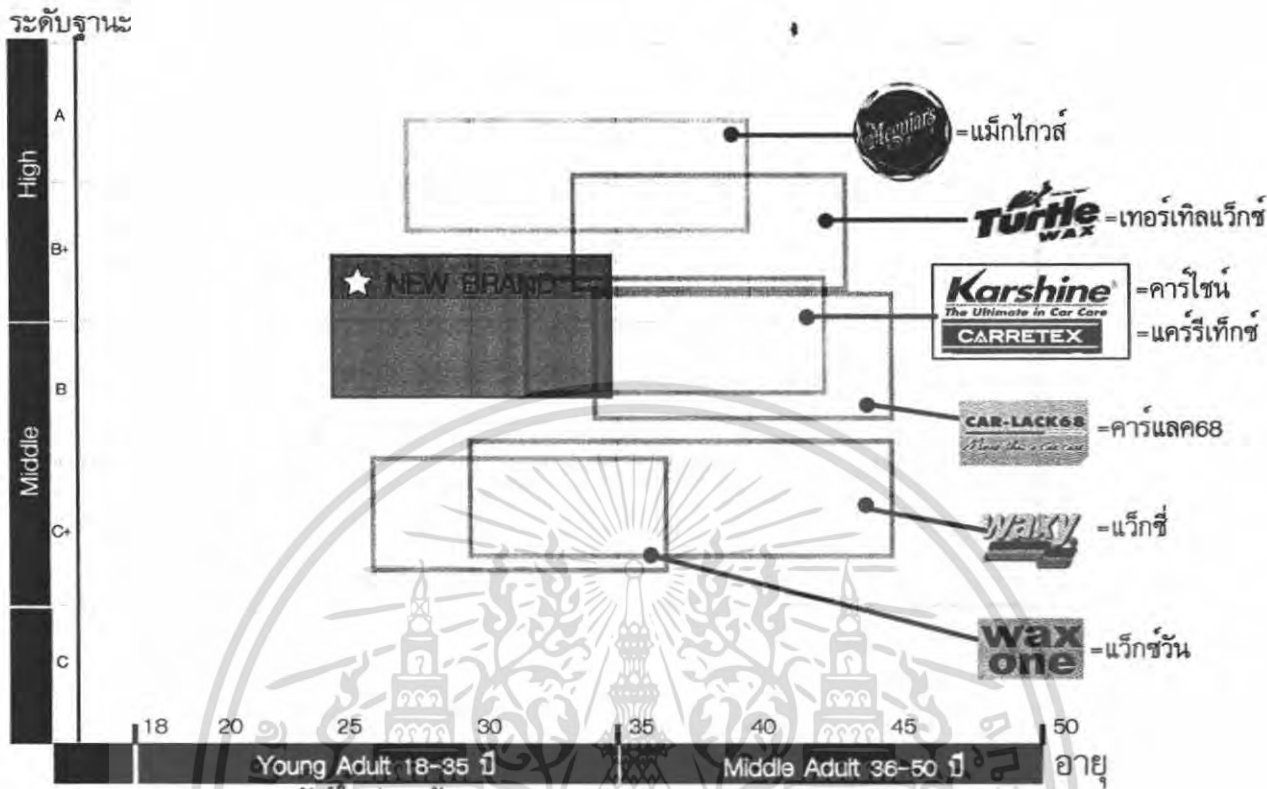 ระดับฐานะ
High
A
B+
Middle
B
C+
C
Meguiar's
=แม็กไกวส์
Turtle WAX
=เทอร์เทิลแว็กซ์
NEW BRAND
Karshine
The Ultimate in Car Care
=คาร์ไชน์
CARRETEX
=แคร์รีเท็กซ์
CAR-LACK68
=คาร์แลค68
waxy
=แว็กซี่
wax one
=แว็กซ์วัน
18 20 25 30 35 40 45 50
Young Adult 18-35 ปี
Middle Adult 36-50 ปี
อายุ